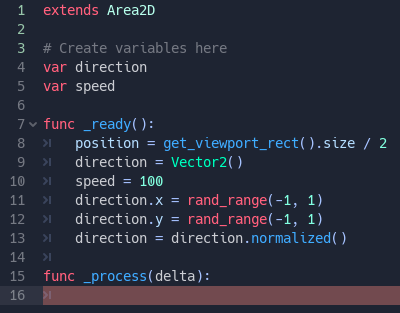 1 extends Area2D
2
3 # Create variables here
4 var direction
5 var speed
6
7 func _ready():
8 position = get_viewport_rect().size / 2
9 direction = Vector2()
10 speed = 100
11 direction.x = rand_range(-1, 1)
12 direction.y = rand_range(-1, 1)
13 direction = direction.normalized()
14
15 func _process(delta):
16